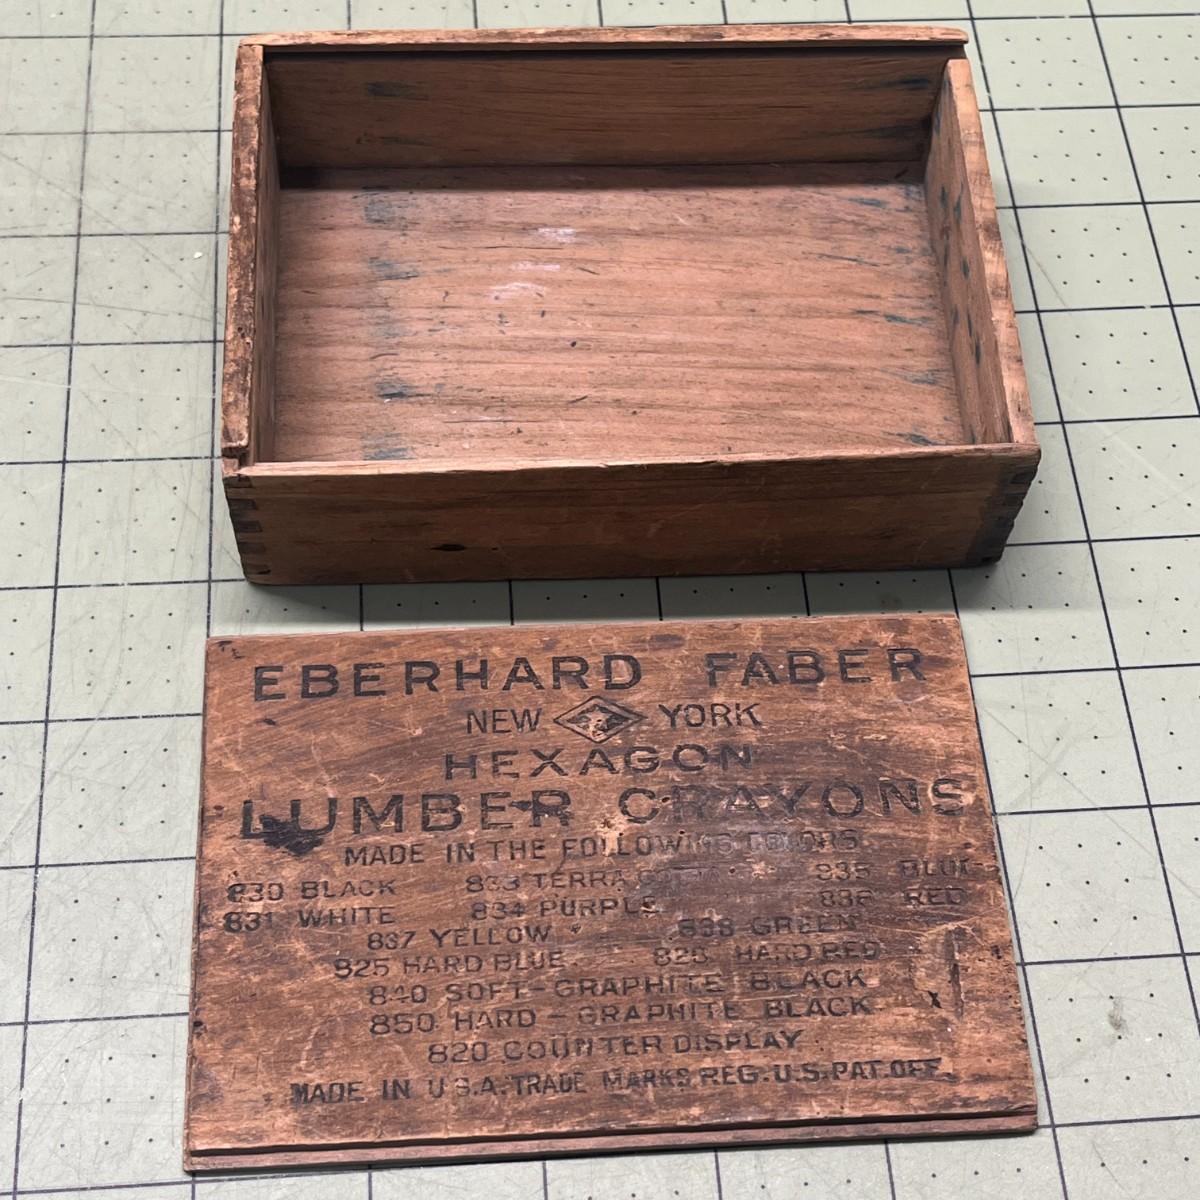 EBERHARD FABER
NEW YORK
HEXAGON
LUMBER CRAYONS
MADE IN THE FOLLOWING COLORS
830 BLACK 833 TERRA 835 BLUE
831 WHITE 834 PURPLE 836 RED
837 YELLOW 838 GREEN
825 HARD BLUE HARD RED
840 SOFT-GRAPHITE BLACK
850 HARD-GRAPHITE BLACK
820 COUNTER DISPLAY
MADE IN U.S.A. TRADE MARKS REG. U.S. PAT. OFF.